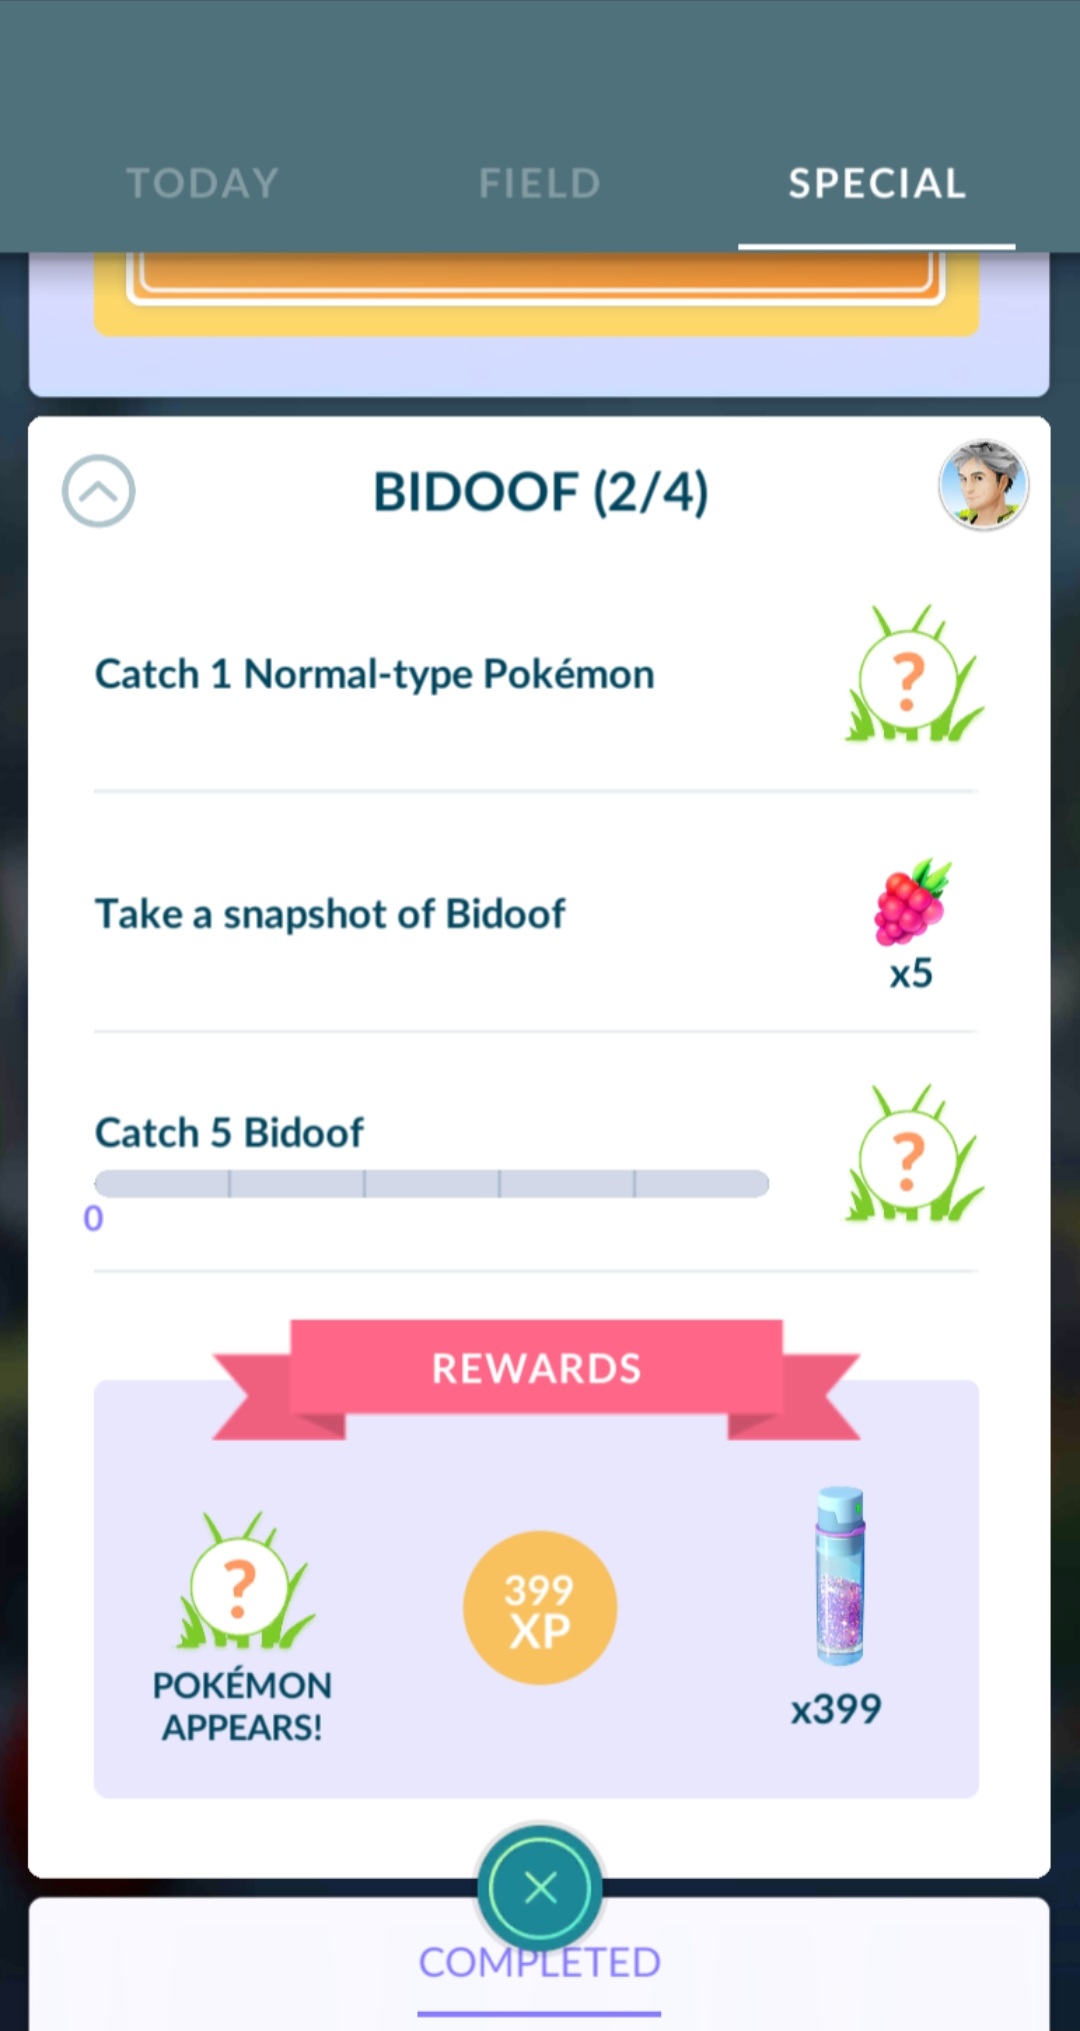 TODAY
FIELD
SPECIAL
BIDOOF (2/4)
Catch 1 Normal-type Pokémon
?
Take a snapshot of Bidoof
x5
Catch 5 Bidoof
?
0
REWARDS
?
POKÉMON
APPEARS!
399
XP
x399
COMPLETED